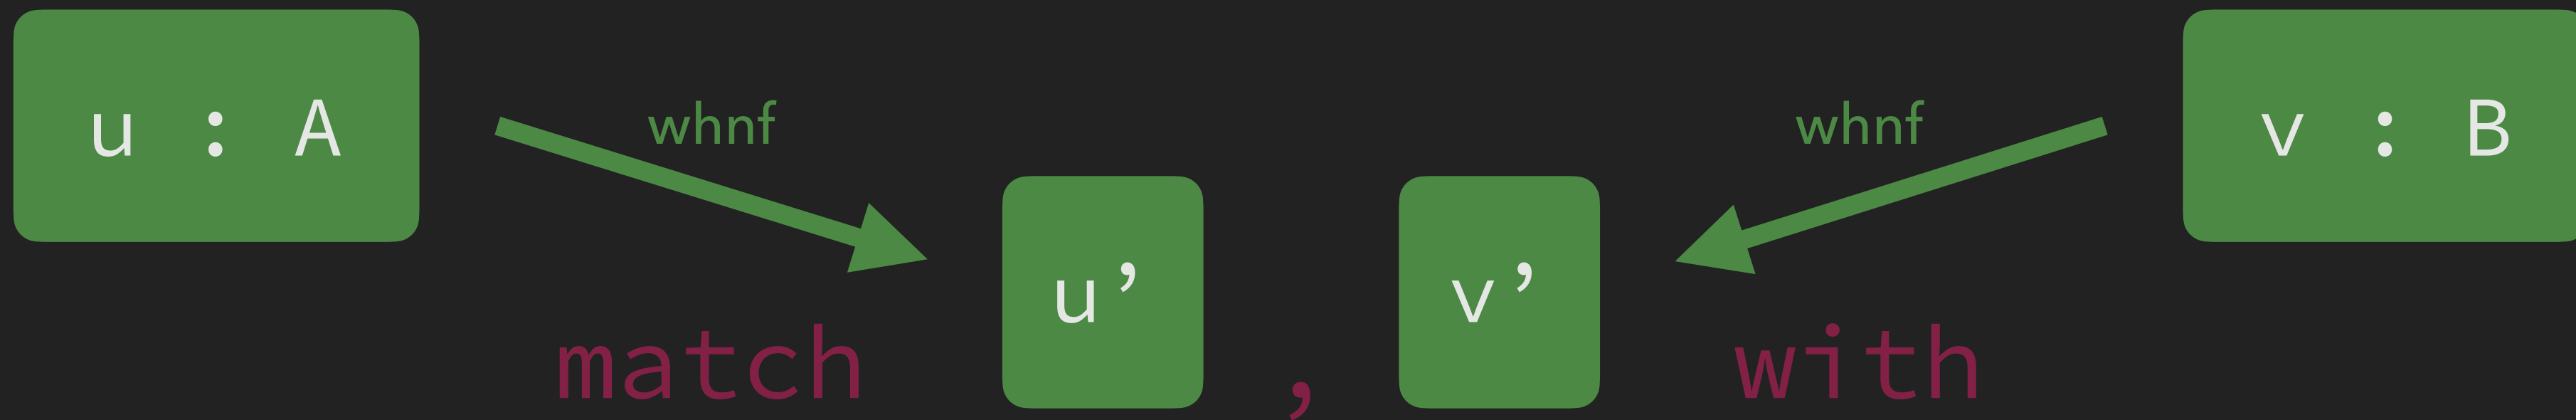 u : A
whnf
whnf
v : B
match u’ , v’ with